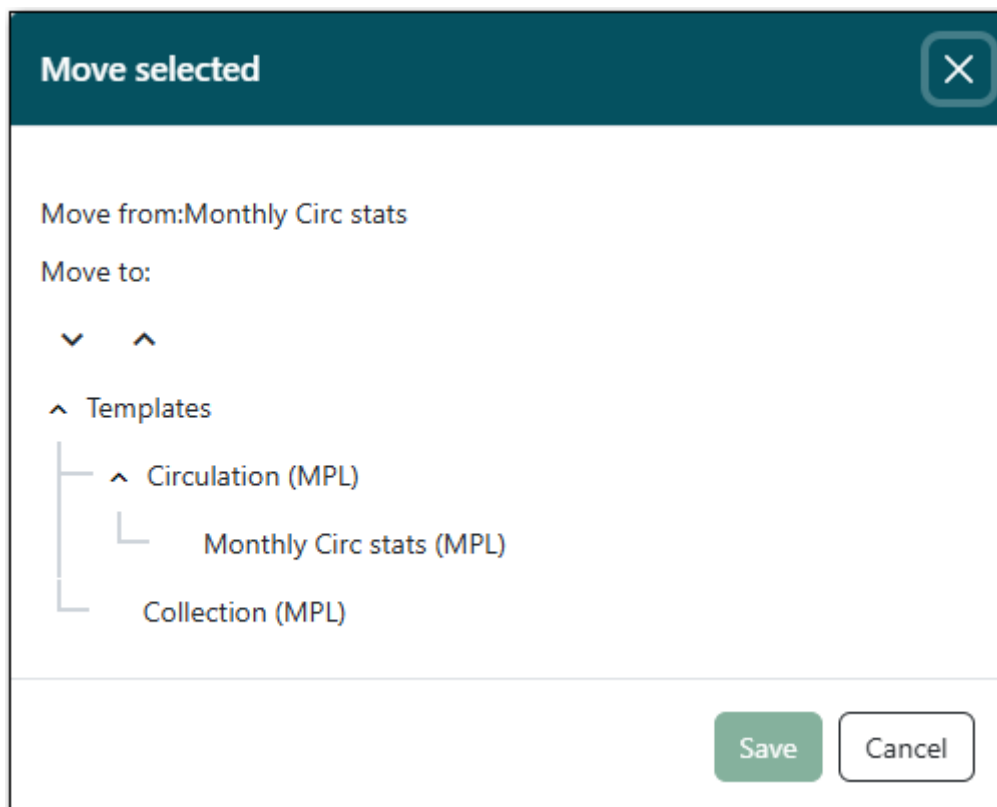 Move selected
Move from:Monthly Circ stats
Move to:
Templates
Circulation (MPL)
Monthly Circ stats (MPL)
Collection (MPL)
Save Cancel